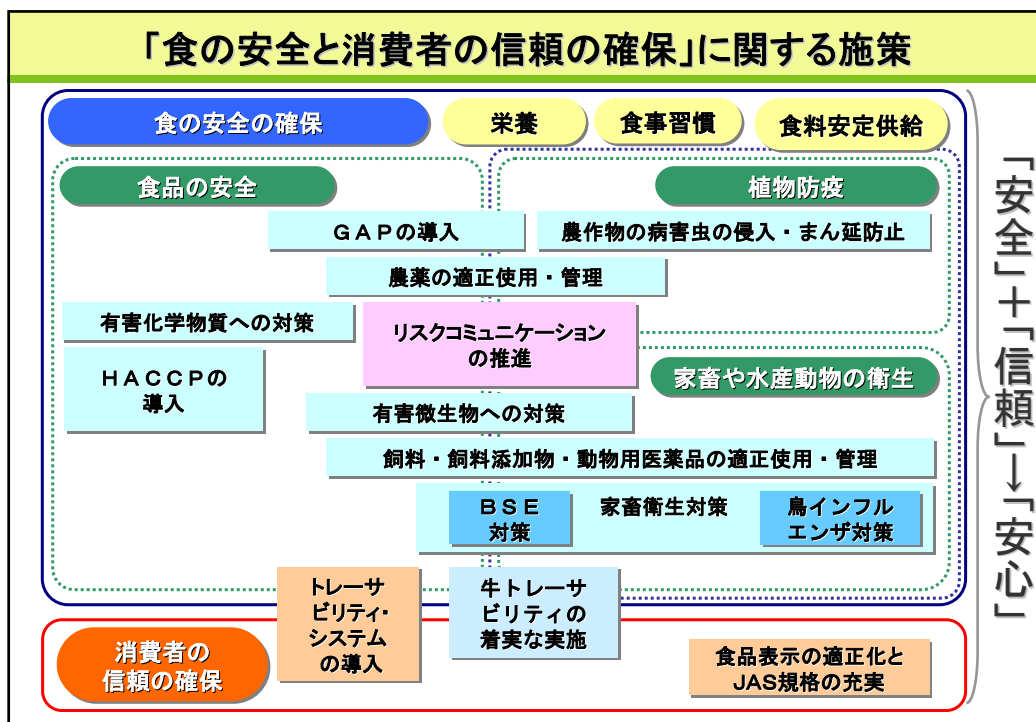 「食の安全と消費者の信頼の確保」に関する施策
食の安全の確保
栄養
食事習慣
食料安定供給
食品の安全
植物防疫
ＧＡＰの導入
農作物の病害虫の侵入・まん延防止
農薬の適正使用・管理
有害化学物質への対策
リスクコミュニケーション
の推進
ＨＡＣＣＰの
導入
家畜や水産動物の衛生
有害微生物への対策
飼料・飼料添加物・動物用医薬品の適正使用・管理
ＢＳＥ
対策
家畜衛生対策
鳥インフル
エンザ対策
トレーサ
ビリティ・
システム
の導入
牛トレーサ
ビリティの
着実な実施
消費者の
信頼の確保
食品表示の適正化と
JAS規格の充実
「安全」＋「信頼」→「安心」